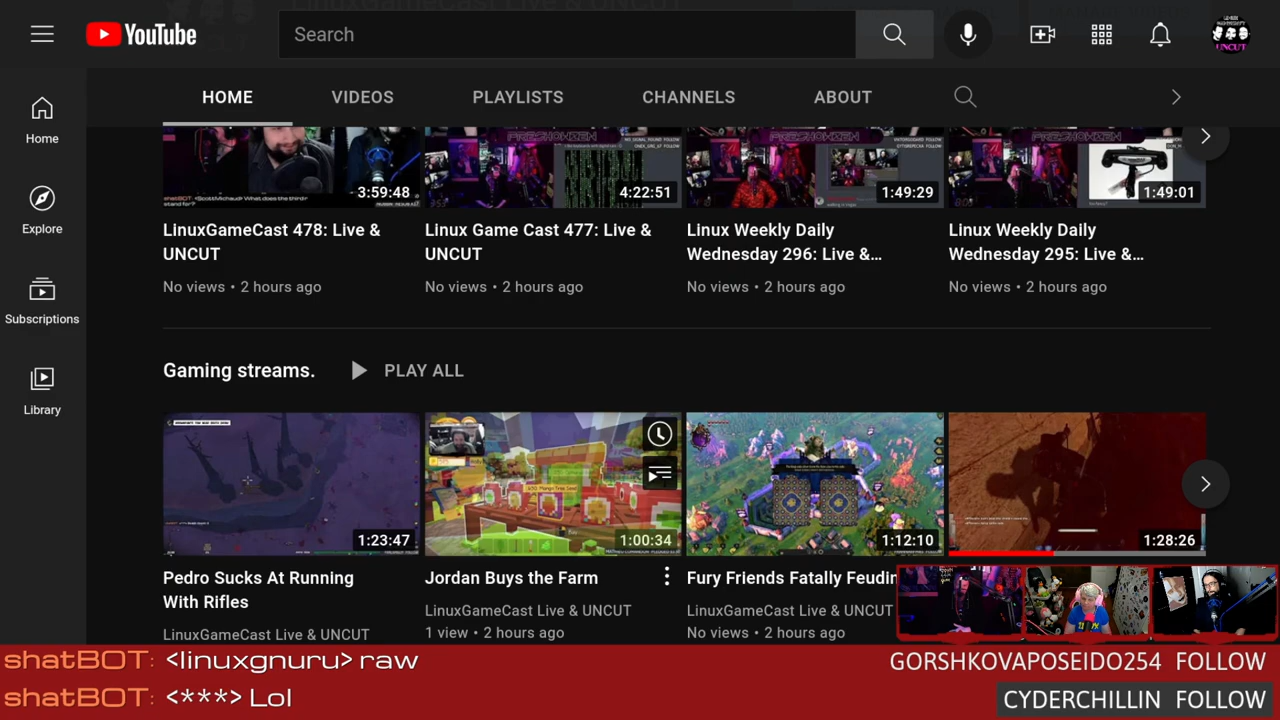 YouTube
Search
HOME VIDEOS PLAYLISTS CHANNELS ABOUT
Home
Explore
Subscriptions
Library
3:59:48
4:22:51
1:49:29
1:49:01
LinuxGameCast 478: Live &
UNCUT
No views • 2 hours ago
Linux Game Cast 477: Live &
UNCUT
No views • 2 hours ago
Linux Weekly Daily
Wednesday 296: Live &...
No views • 2 hours ago
Linux Weekly Daily
Wednesday 295: Live &...
No views • 2 hours ago
Gaming streams. PLAY ALL
1:23:47
1:00:34
1:12:10
1:28:26
Pedro Sucks At Running
With Rifles
LinuxGameCast Live & UNCUT
Jordan Buys the Farm
LinuxGameCast Live & UNCUT
1 view • 2 hours ago
Fury Friends Fatally Feudin
LinuxGameCast Live & UNCUT
No views • 2 hours ago
shatBOT: <linuxgnuru> raw
shatBOT: <***> Lol
GORSHKOVAPOSEIDO254 FOLLOW
CYDERCHILLIN FOLLOW